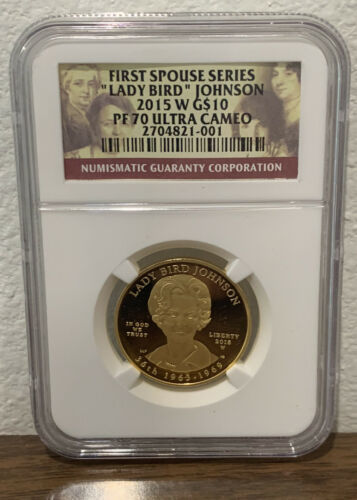 FIRST SPOUSE SERIES
"LADY BIRD" JOHNSON
2015 W G$10
PF 70 ULTRA CAMEO
2704821-001
NUMISMATIC GUARANTY CORPORATION
LADY BIRD JOHNSON
IN GOD
WE
TRUST
LIBERTY
2015
W
36th 1963-1969